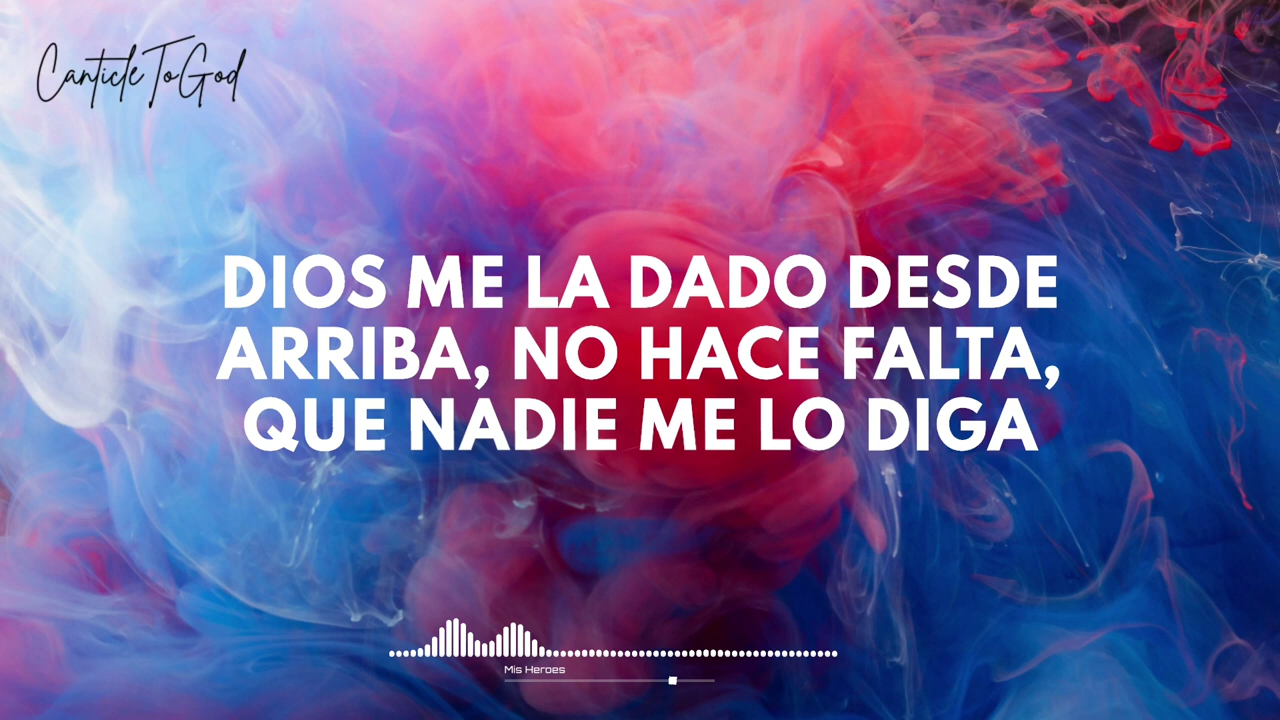 Canticle To God
DIOS ME LA DADO DESDE
ARRIBA, NO HACE FALTA,
QUE NADIE ME LO DIGA
Mis Heroes